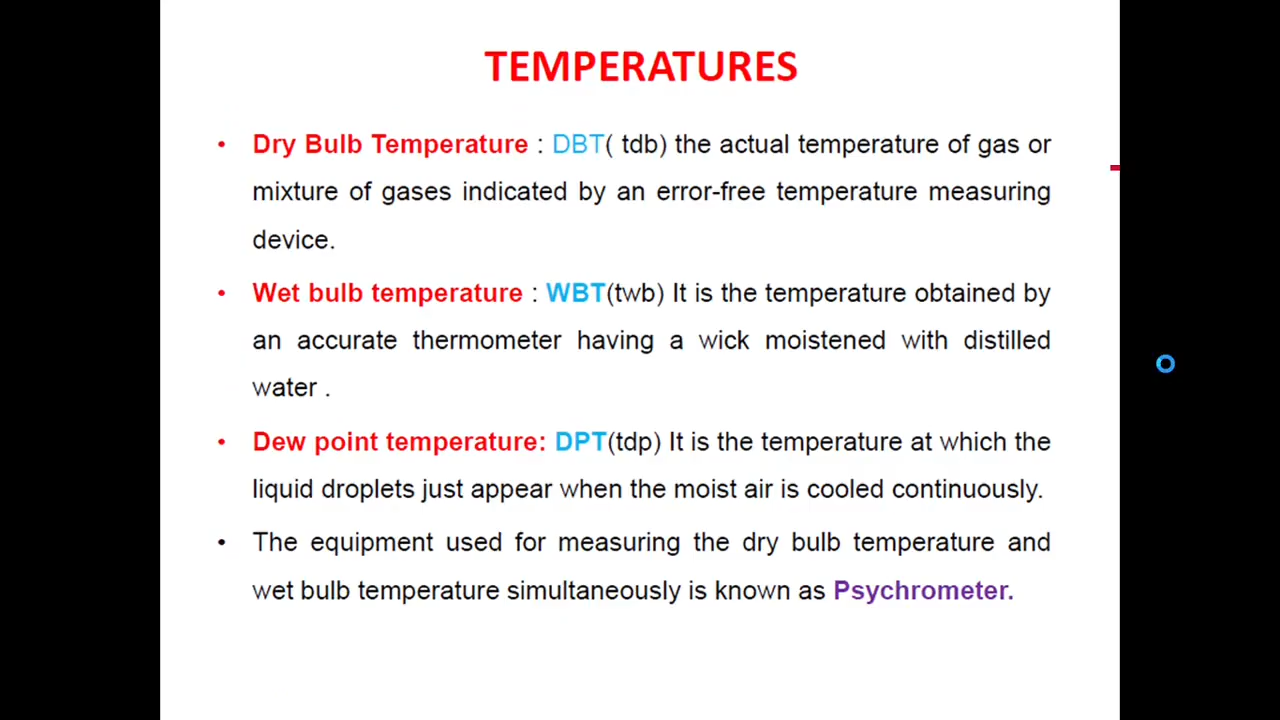 TEMPERATURES
• Dry Bulb Temperature : DBT( tdb) the actual temperature of gas or
mixture of gases indicated by an error-free temperature measuring
device.
• Wet bulb temperature : WBT(twb) It is the temperature obtained by
an accurate thermometer having a wick moistened with distilled
water .
• Dew point temperature: DPT(tdp) It is the temperature at which the
liquid droplets just appear when the moist air is cooled continuously.
• The equipment used for measuring the dry bulb temperature and
wet bulb temperature simultaneously is known as Psychrometer.